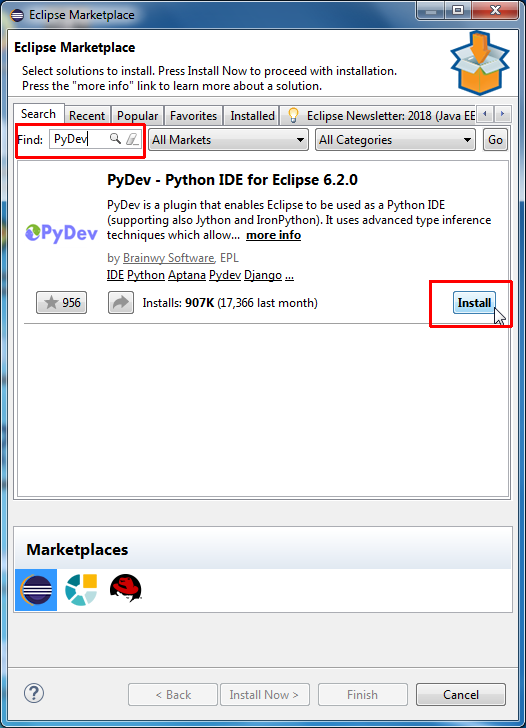 Eclipse Marketplace
Eclipse Marketplace
Select solutions to install. Press Install Now to proceed with installation.
Press the "more info" link to learn more about a solution.
Search Recent Popular Favorites Installed Eclipse Newsletter: 2018 (Java EE
Find: PyDev All Markets All Categories Go
PyDev - Python IDE for Eclipse 6.2.0
PyDev is a plugin that enables Eclipse to be used as a Python IDE
(supporting also Jython and IronPython). It uses advanced type inference
techniques which allow... more info
PyDev
by Brainwy Software, EPL
IDE Python Aptana Pydev Django ...
956 Installs: 907K (17,366 last month) Install
Marketplaces
? < Back Install Now > Finish Cancel